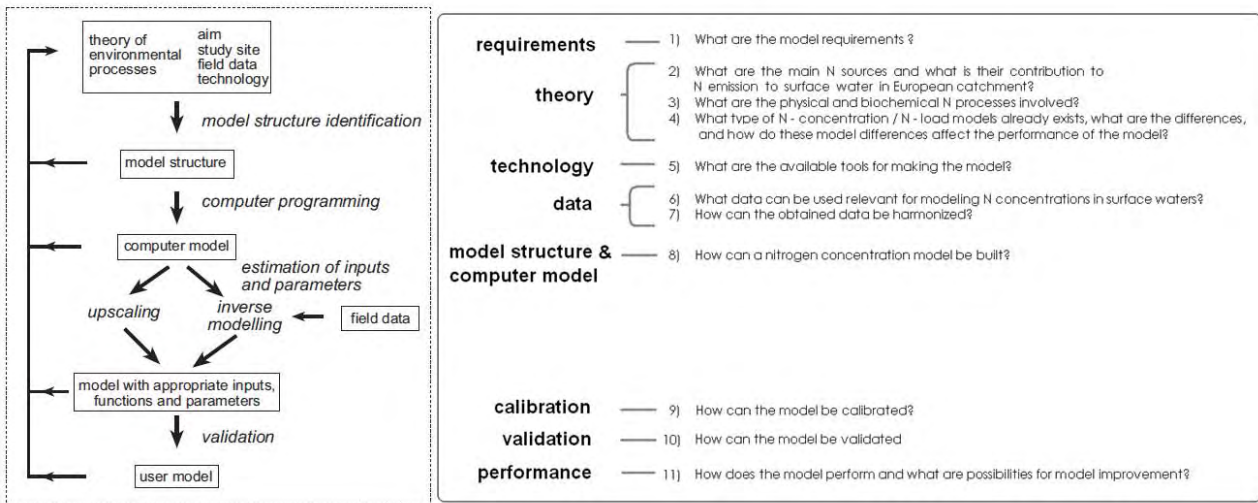 theory of
environmental
processes
aim
study site
field data
technology
model structure identification
model structure
computer programming
computer model
estimation of inputs
and parameters
upscaling
inverse
modelling
field data
model with appropriate inputs,
functions and parameters
validation
user model
requirements
1) What are the model requirements ?
theory
2) What are the main N sources and what is their contribution to
N emission to surface water in European catchment?
3) What are the physical and biochemical N processes involved?
4) What type of N - concentration / N - load models already exists, what are the differences,
and how do these model differences affect the performance of the model?
technology
5) What are the available tools for making the model?
data
6) What data can be used relevant for modeling N concentrations in surface waters?
7) How can the obtained data be harmonized?
model structure &
computer model
8) How can a nitrogen concentration model be built?
calibration
9) How can the model be calibrated?
validation
10) How can the model be validated
performance
11) How does the model perform and what are possibilities for model improvement?